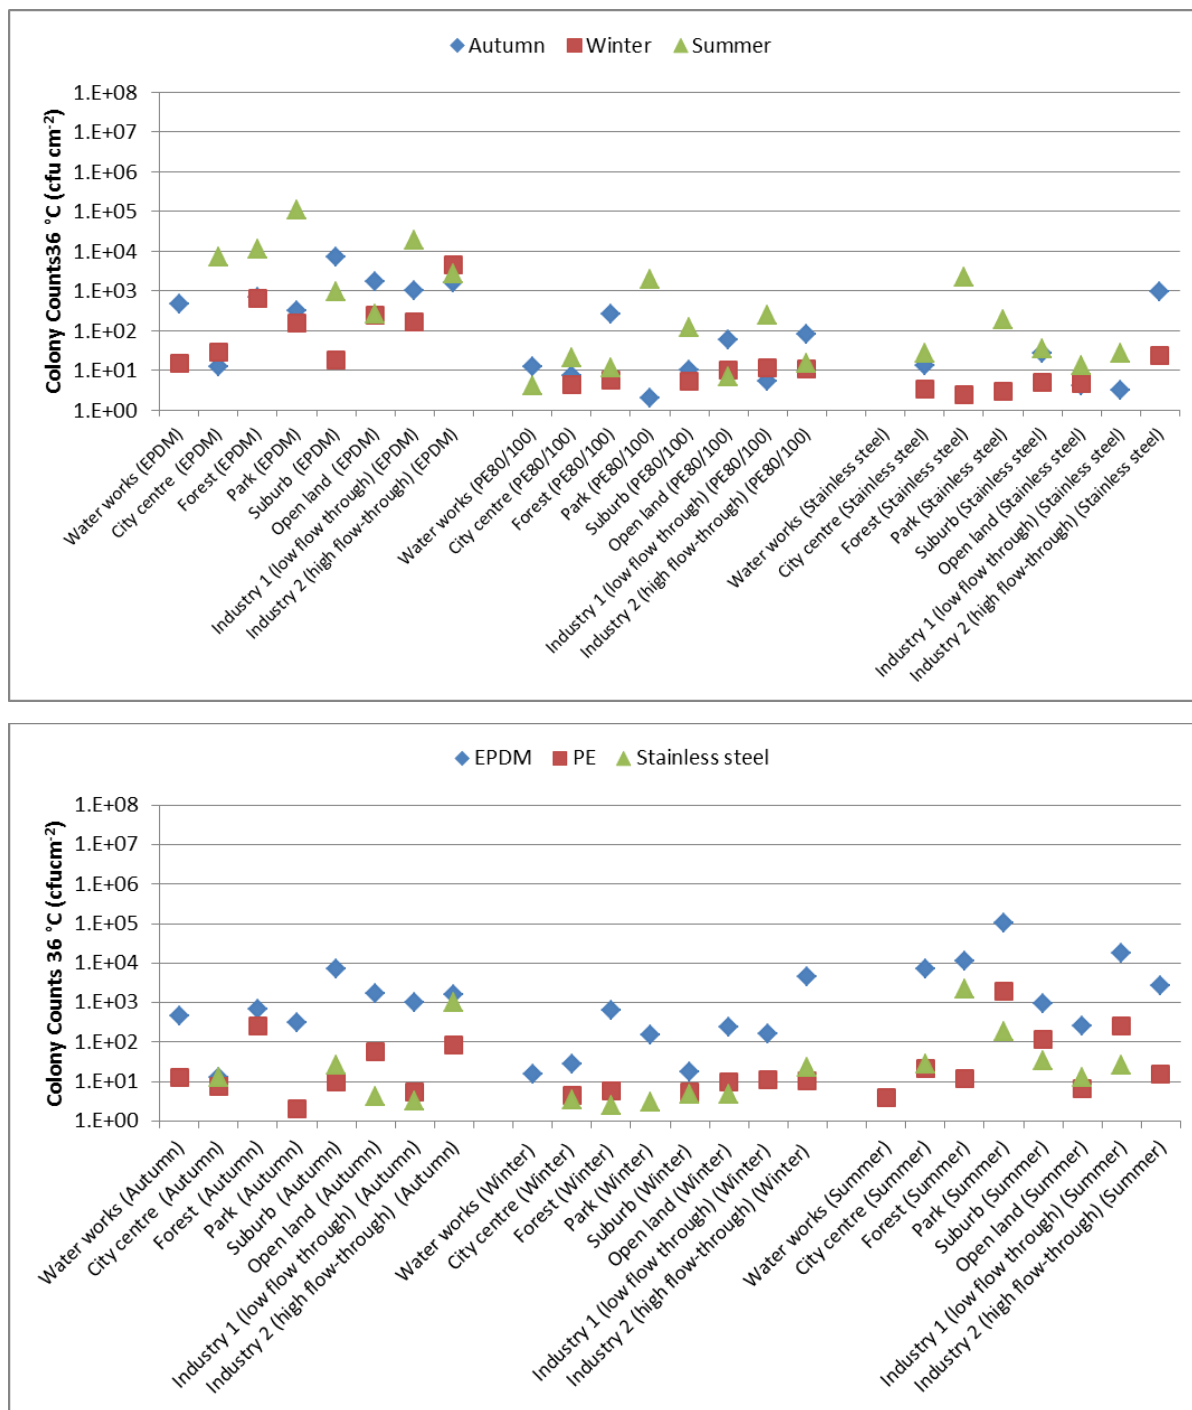 Autumn Winter Summer
Colony Counts36 °C (cfu cm-2)
1.E+08
1.E+07
1.E+06
1.E+05
1.E+04
1.E+03
1.E+02
1.E+01
1.E+00
Water works (EPDM)
City centre (EPDM)
Forest (EPDM)
Park (EPDM)
Suburb (EPDM)
Open land (EPDM)
Industry 1 (low flow through) (EPDM)
Industry 2 (high flow-through) (EPDM)
Water works (PE80/100)
City centre (PE80/100)
Forest (PE80/100)
Park (PE80/100)
Suburb (PE80/100)
Open land (PE80/100)
Industry 1 (low flow through) (PE80/100)
Industry 2 (high flow-through) (PE80/100)
Water works (Stainless steel)
City centre (Stainless steel)
Forest (Stainless steel)
Park (Stainless steel)
Suburb (Stainless steel)
Open land (Stainless steel)
Industry 1 (low flow through) (Stainless steel)
Industry 2 (high flow-through) (Stainless steel)
EPDM PE Stainless steel
Colony Counts 36 °C (cfucm-2)
1.E+08
1.E+07
1.E+06
1.E+05
1.E+04
1.E+03
1.E+02
1.E+01
1.E+00
Water works (Autumn)
City centre (Autumn)
Forest (Autumn)
Park (Autumn)
Suburb (Autumn)
Open land (Autumn)
Industry 1 (low flow through) (Autumn)
Industry 2 (high flow-through) (Autumn)
Water works (Winter)
City centre (Winter)
Forest (Winter)
Park (Winter)
Suburb (Winter)
Open land (Winter)
Industry 1 (low flow through) (Winter)
Industry 2 (high flow-through) (Winter)
Water works (Summer)
City centre (Summer)
Forest (Summer)
Park (Summer)
Suburb (Summer)
Open land (Summer)
Industry 1 (low flow through) (Summer)
Industry 2 (high flow-through) (Summer)